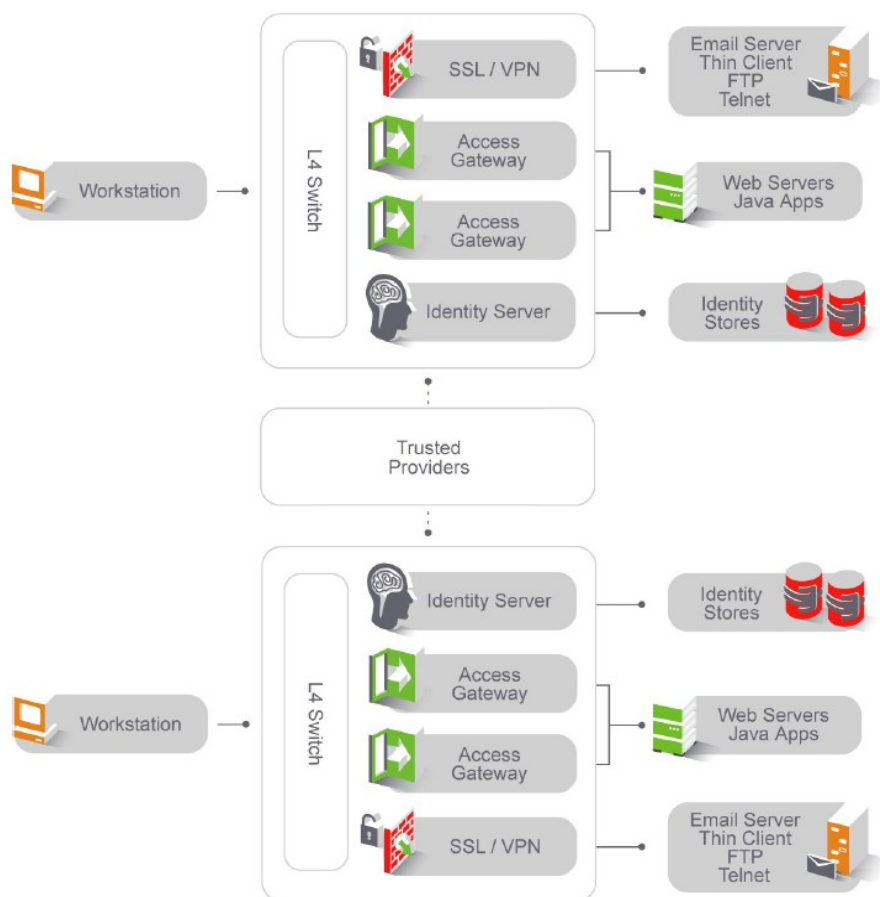 SSL / VPN
Email Server
Thin Client
FTP
Telnet
L4 Switch
Access
Gateway
Workstation
Web Servers
Java Apps
Access
Gateway
Identity Server
Identity
Stores
Trusted
Providers
Identity Server
Identity
Stores
L4 Switch
Access
Gateway
Workstation
Web Servers
Java Apps
Access
Gateway
SSL / VPN
Email Server
Thin Client
FTP
Telnet